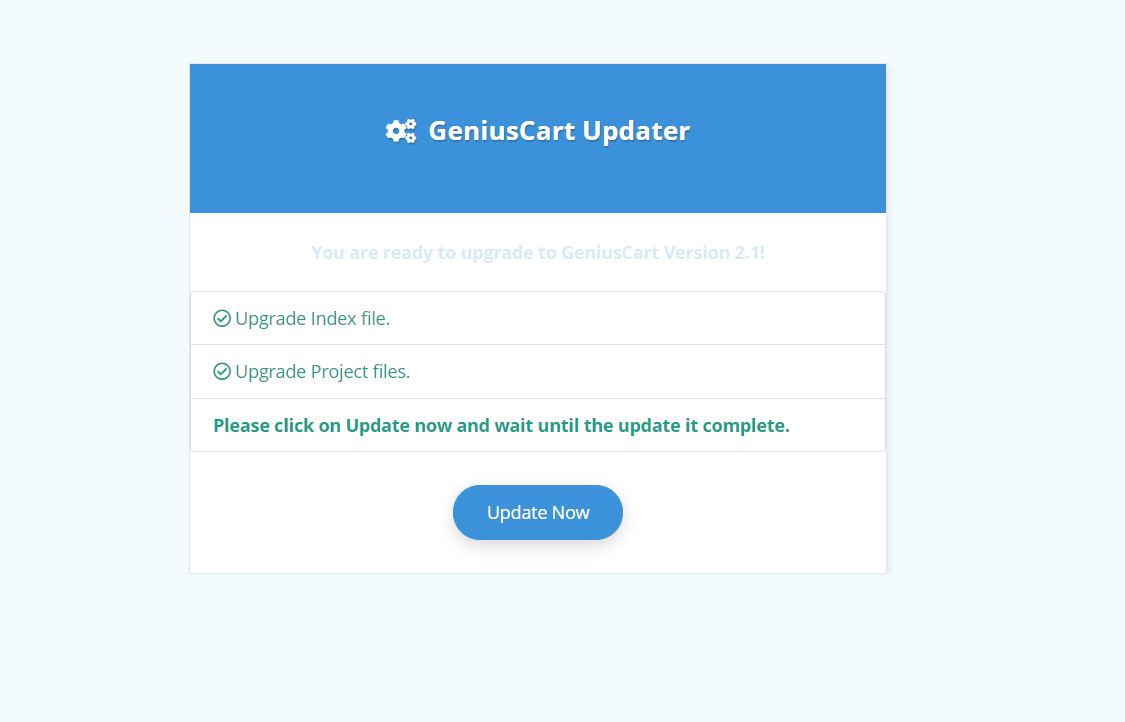 GeniusCart Updater
You are ready to upgrade to GeniusCart Version 2.1!
Upgrade Index file.
Upgrade Project files.
Please click on Update now and wait until the update it complete.
Update Now